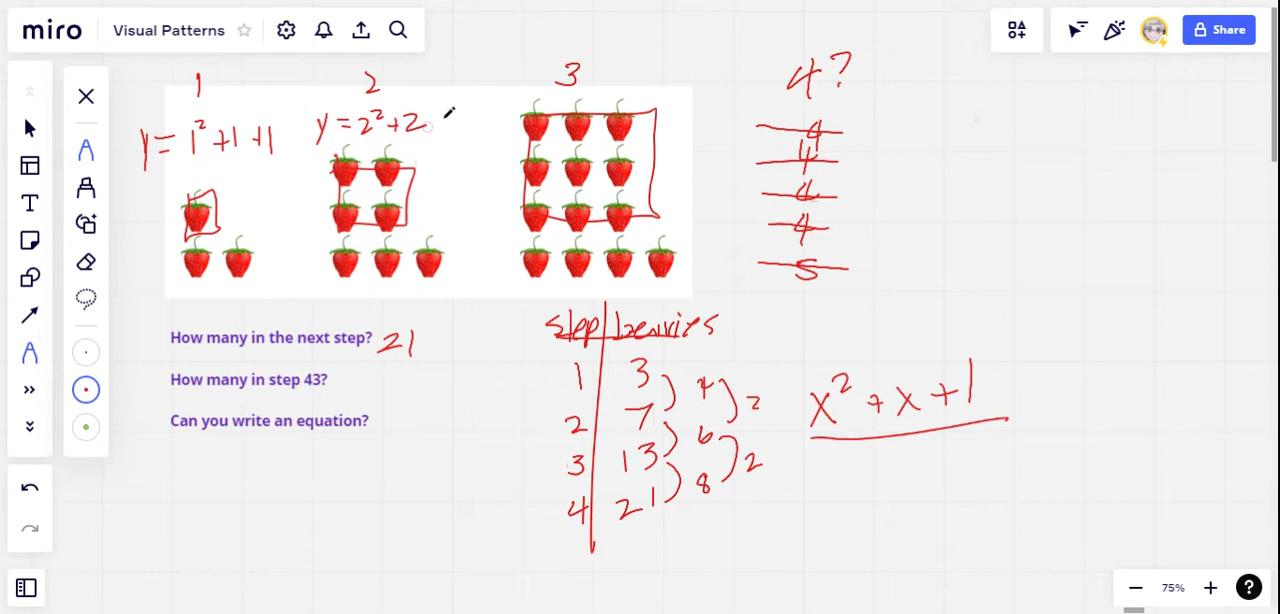 miro
Visual Patterns
Share
1
2
3
4?
y = 1² + 1 + 1
y = 2² + 2
4
4
4
4
5
How many in the next step? 21
How many in step 43?
Can you write an equation?
step berries
1 3
2 7
3 13
4 21
4
6
8
2
2
x² + x + 1
75%
?